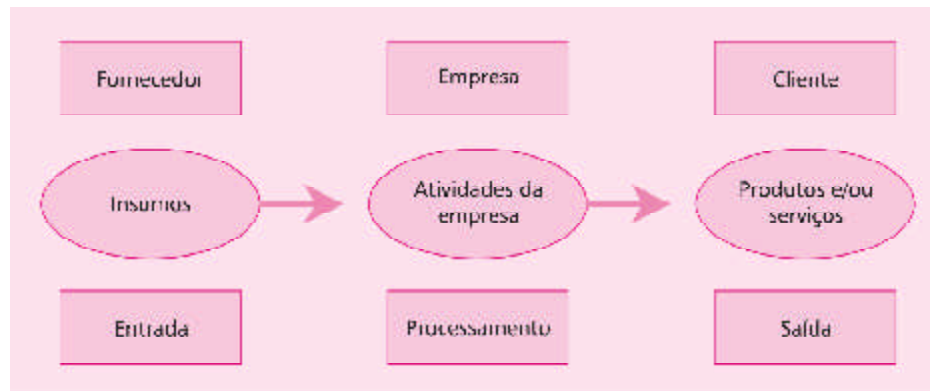 Fornecedor
Empresa
Cliente
Insumos
Atividades da
empresa
Produtos e/ou
serviços
Entrada
Processamento
Saída